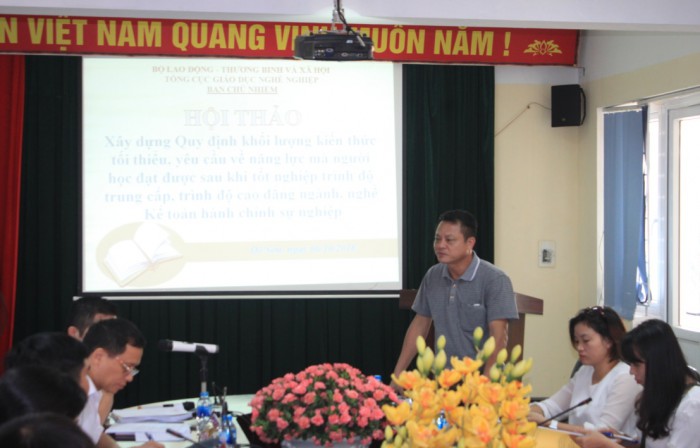 N VIỆT NAM QUANG VINH MUÔN NĂM !
BỘ LAO ĐỘNG - THƯƠNG BINH VÀ XÃ HỘI
TỔNG CỤC GIÁO DỤC NGHỀ NGHIỆP
BAN CHỦ NHIỆM
HỘI THẢO
Xây dựng Quy định khối lượng kiến thức
tối thiểu, yêu cầu về năng lực mà người
học đạt được sau khi tốt nghiệp trình độ
trung cấp, trình độ cao đẳng ngành, nghề
Kế toán hành chính sự nghiệp